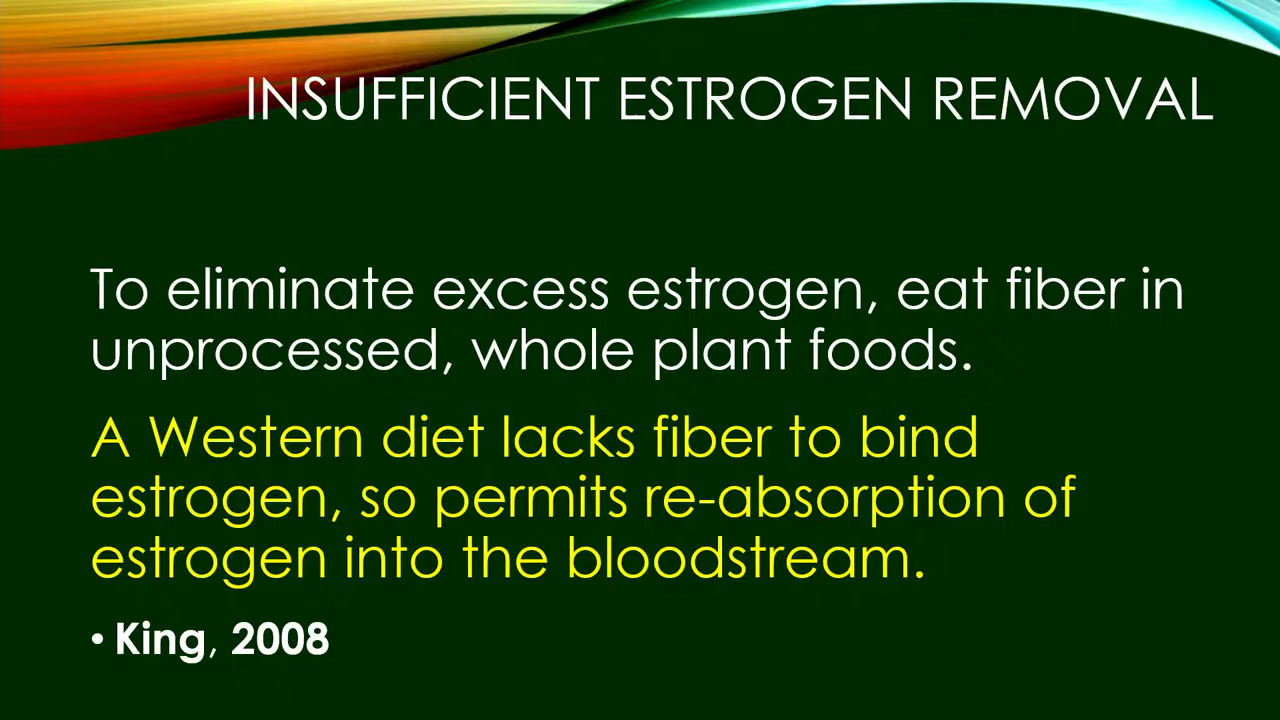 INSUFFICIENT ESTROGEN REMOVAL
To eliminate excess estrogen, eat fiber in
unprocessed, whole plant foods.
A Western diet lacks fiber to bind
estrogen, so permits re-absorption of
estrogen into the bloodstream.
• King, 2008